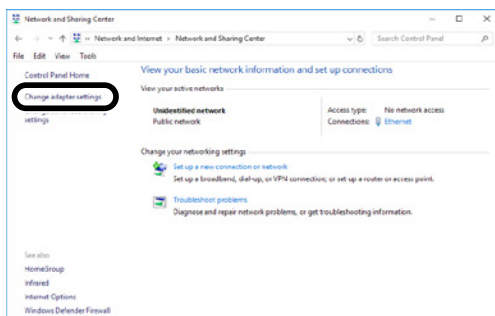 Network and Sharing Center
Network and Internet › Network and Sharing Center
Search Control Panel
File Edit View Tools
Control Panel Home
Change adapter settings
settings
View your basic network information and set up connections
View your active networks
Unidentified network
Public network
Access type: No network access
Connections: Ethernet
Change your networking settings
Set up a new connection or network
Set up a broadband, dial-up, or VPN connection; or set up a router or access point.
Troubleshoot problems
Diagnose and repair network problems, or get troubleshooting information.
See also
HomeGroup
Infrared
Internet Options
Windows Defender Firewall